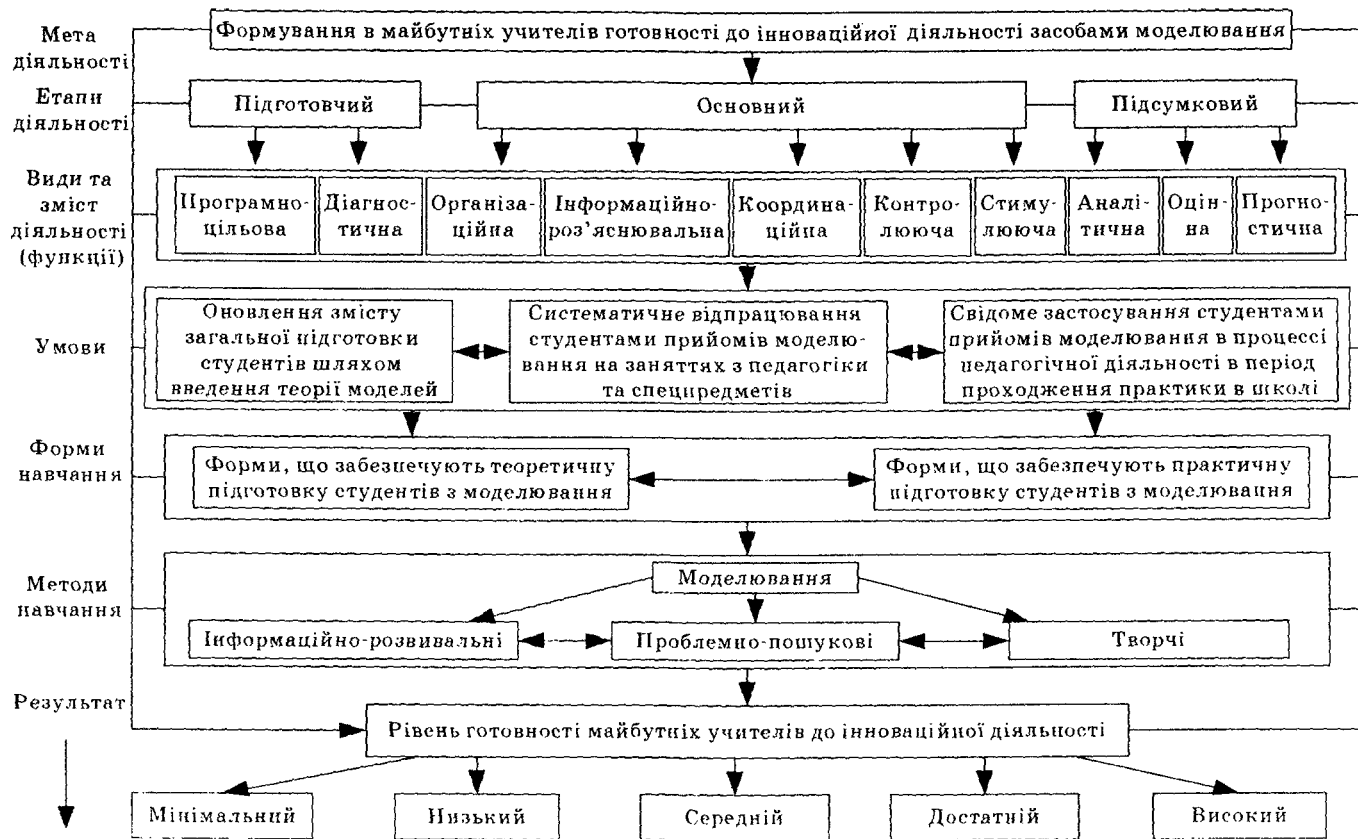 Мета
діяльності
Формування в майбутніх учителів готовності до інноваційної діяльності засобами моделювання
Етапи
діяльності
Підготовчий
Основний
Підсумковий
Види та
зміст
діяльності
(функції)
Програмно-
цільова
Діагнос-
тична
Організа-
ційна
Інформаційно-
роз’яснювальна
Координа-
ційна
Контро-
лююча
Стиму-
лююча
Аналі-
тична
Оцін-
на
Прогно-
стична
Умови
Оновлення змісту
загальної підготовки
студентів шляхом
введення теорії моделей
Систематичне відпрацювання
студентами прийомів моделю-
вання на заняттях з педагогіки
та спецпредметів
Свідоме застосування студентами
прийомів моделювання в процессі
педагогічної діяльності в період
проходження практики в школі
Форми
навчання
Форми, що забезпечують теоретичну
підготовку студентів з моделювання
Форми, що забезпечують практичну
підготовку студентів з моделювання
Методи
навчання
Моделювання
Інформаційно-розвивальні
Проблемно-пошукові
Творчі
Результат
Рівень готовності майбутніх учителів до інноваційної діяльності
Мінімальний
Низький
Середній
Достатній
Високий